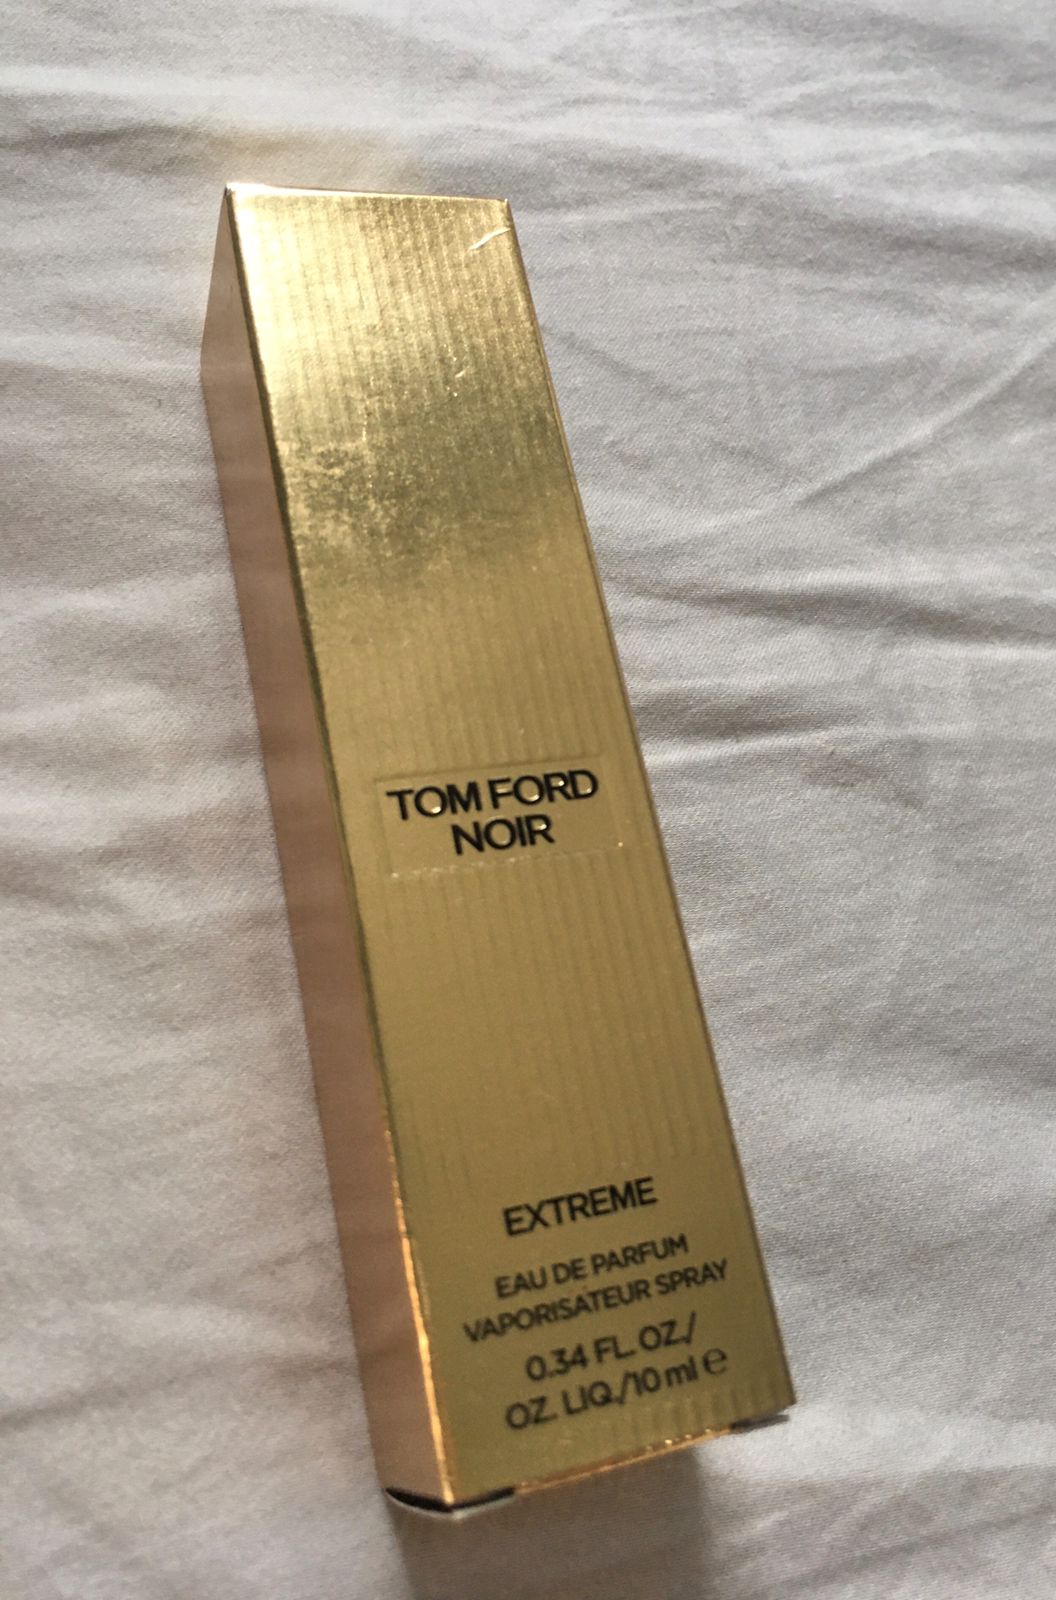 TOM FORD
NOIR
EXTREME
EAU DE PARFUM
VAPORISATEUR SPRAY
0.34 FL. OZ./
OZ. LIQ./10 ml ℮